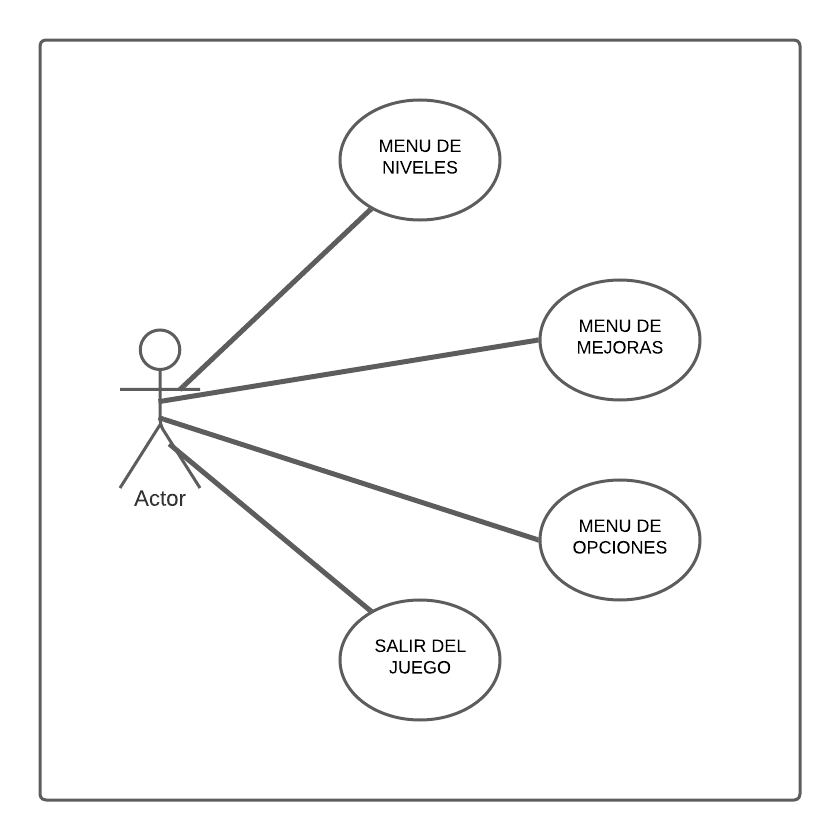 MENU DE
NIVELES
MENU DE
MEJORAS
Actor
MENU DE
OPCIONES
SALIR DEL
JUEGO